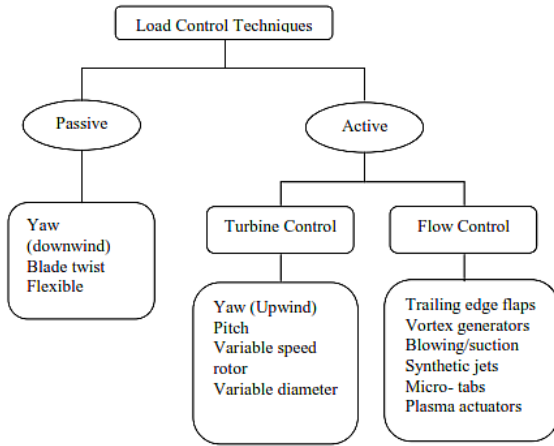 Load Control Techniques
Passive
Active
Yaw
(downwind)
Blade twist
Flexible
Turbine Control
Flow Control
Yaw (Upwind)
Pitch
Variable speed
rotor
Variable diameter
Trailing edge flaps
Vortex generators
Blowing/suction
Synthetic jets
Micro- tabs
Plasma actuators